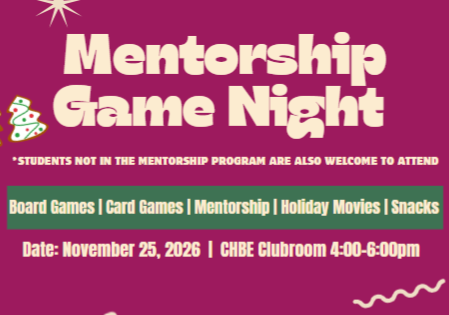 Mentorship
Game Night
*STUDENTS NOT IN THE MENTORSHIP PROGRAM ARE ALSO WELCOME TO ATTEND
Board Games | Card Games | Mentorship | Holiday Movies | Snacks
Date: November 25, 2026 | CHBE Clubroom 4:00-6:00pm